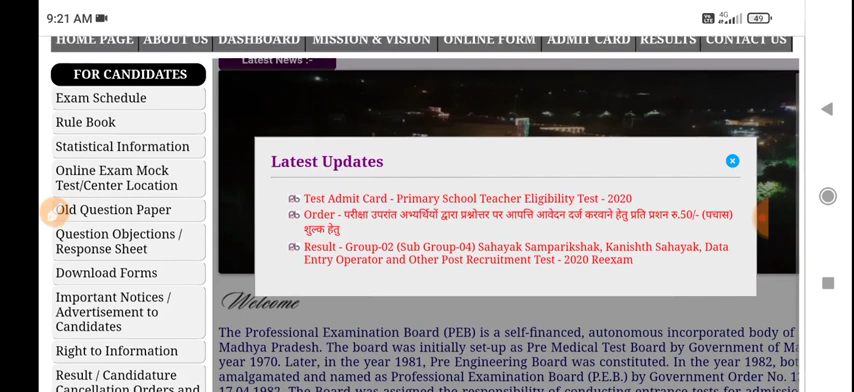 9:21 AM
4G
49
HOME PAGE ABOUT US DASHBOARD MISSION & VISION ONLINE FORM ADMIT CARD RESULTS CONTACT US
Latest News :-
FOR CANDIDATES
Exam Schedule
Rule Book
Statistical Information
Online Exam Mock
Test/Center Location
Old Question Paper
Question Objections /
Response Sheet
Download Forms
Important Notices /
Advertisement to
Candidates
Right to Information
Result / Candidature
Cancellation Orders and
Latest Updates
Test Admit Card - Primary School Teacher Eligibility Test - 2020
Order - परीक्षा उपरांत अभ्यर्थियों द्वारा प्रश्नोत्तर पर आपत्ति आवेदन दर्ज करवाने हेतु प्रति प्रशन रु.50/- (पचास)
शुल्क हेतु
Result - Group-02 (Sub Group-04) Sahayak Samparikshak, Kanishth Sahayak, Data
Entry Operator and Other Post Recruitment Test - 2020 Reexam
Welcome
The Professional Examination Board (PEB) is a self-financed, autonomous incorporated body of
Madhya Pradesh. The board was initially set-up as Pre Medical Test Board by Government of
year 1970. Later, in the year 1981, Pre Engineering Board was constituted. In the year 1982,
amalgamated and named as Professional Examination Board (P.E.B.) by Government Order No.
17.04.1982. The Board was assigned the responsibility of conducting entrance tests for